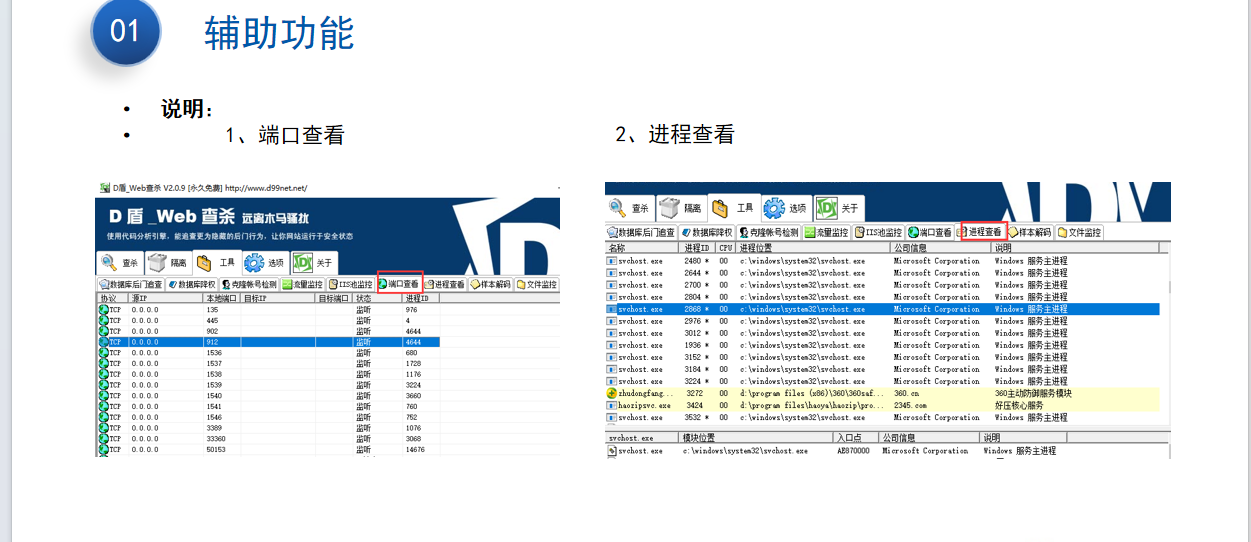 01
辅助功能
• 说明:
• 1、端口查看
2、进程查看
D盾_Web查杀 V2.0.9 [永久免费] http://www.d99net.net/
D 盾 _Web 查杀 远离木马骚扰
使用代码分析引擎, 能追查更为隐藏的后门行为, 让你网站运行于安全状态
查杀 隔离 工具 选项 关于
数据库后门追查 数据库降权 克隆帐号检测 流量监控 IIS池监控 端口查看 进程查看 样本解码 文件监控
协议 源IP 本地端口 目标IP 目标端口 状态 进程ID
TCP 0.0.0.0 135 监听 976
TCP 0.0.0.0 445 监听 4
TCP 0.0.0.0 902 监听 4644
TCP 0.0.0.0 912 监听 4644
TCP 0.0.0.0 1536 监听 680
TCP 0.0.0.0 1537 监听 1728
TCP 0.0.0.0 1538 监听 1176
TCP 0.0.0.0 1539 监听 3224
TCP 0.0.0.0 1540 监听 3660
TCP 0.0.0.0 1541 监听 760
TCP 0.0.0.0 1546 监听 752
TCP 0.0.0.0 3389 监听 1076
TCP 0.0.0.0 33360 监听 3068
TCP 0.0.0.0 50153 监听 14676
查杀 隔离 工具 选项 关于
数据库后门追查 数据库降权 克隆帐号检测 流量监控 IIS池监控 端口查看 进程查看 样本解码 文件监控
名称 进程ID CPU 进程位置 公司信息 说明
svchost.exe 2480 * 00 c:\windows\system32\svchost.exe Microsoft Corporation Windows 服务主进程
svchost.exe 2644 * 00 c:\windows\system32\svchost.exe Microsoft Corporation Windows 服务主进程
svchost.exe 2700 * 00 c:\windows\system32\svchost.exe Microsoft Corporation Windows 服务主进程
svchost.exe 2804 * 00 c:\windows\system32\svchost.exe Microsoft Corporation Windows 服务主进程
svchost.exe 2868 * 00 c:\windows\system32\svchost.exe Microsoft Corporation Windows 服务主进程
svchost.exe 2976 * 00 c:\windows\system32\svchost.exe Microsoft Corporation Windows 服务主进程
svchost.exe 3012 * 00 c:\windows\system32\svchost.exe Microsoft Corporation Windows 服务主进程
svchost.exe 1936 * 00 c:\windows\system32\svchost.exe Microsoft Corporation Windows 服务主进程
svchost.exe 3152 * 00 c:\windows\system32\svchost.exe Microsoft Corporation Windows 服务主进程
svchost.exe 3184 * 00 c:\windows\system32\svchost.exe Microsoft Corporation Windows 服务主进程
svchost.exe 3224 * 00 c:\windows\system32\svchost.exe Microsoft Corporation Windows 服务主进程
zhudongfang... 3272 00 d:\program files (x86)\360\360saf... 360.cn 360主动防御服务模块
haozipsvc.exe 3424 00 d:\program files\haoya\haozip\pro... 2345.com 好压核心服务
svchost.exe 3532 * 00 c:\windows\system32\svchost.exe Microsoft Corporation Windows 服务主进程
svchost.exe 模块位置 入口点 公司信息 说明
svchost.exe c:\windows\system32\svchost.exe AE870000 Microsoft Corporation Windows 服务主进程